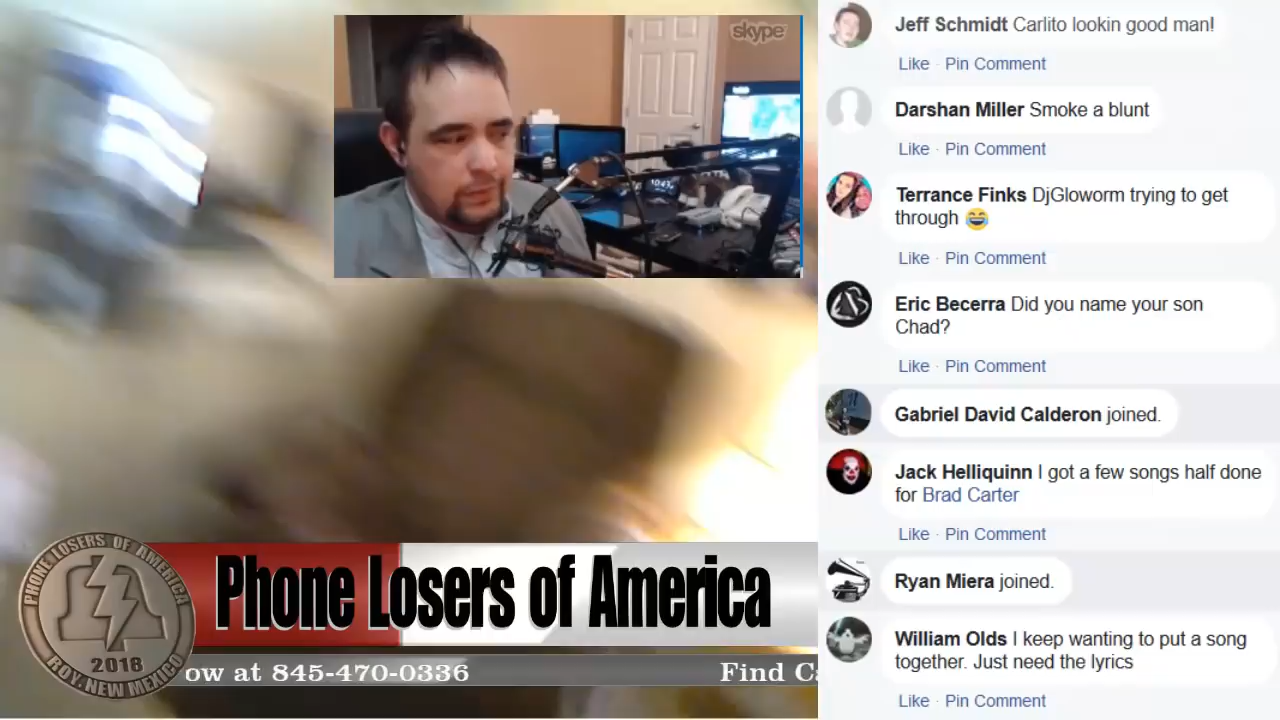 skype
Jeff Schmidt Carlito lookin good man!
Like · Pin Comment
Darshan Miller Smoke a blunt
Like · Pin Comment
Terrance Finks DjGloworm trying to get
through 😂
Like · Pin Comment
Eric Becerra Did you name your son
Chad?
Like · Pin Comment
Gabriel David Calderon joined.
Jack Helliquinn I got a few songs half done
for Brad Carter
Like · Pin Comment
Ryan Miera joined.
William Olds I keep wanting to put a song
together. Just need the lyrics
Like · Pin Comment
PHONE LOSERS OF AMERICA
2018
ROY, NEW MEXICO
Phone Losers of America
ow at 845-470-0336 Find Ca